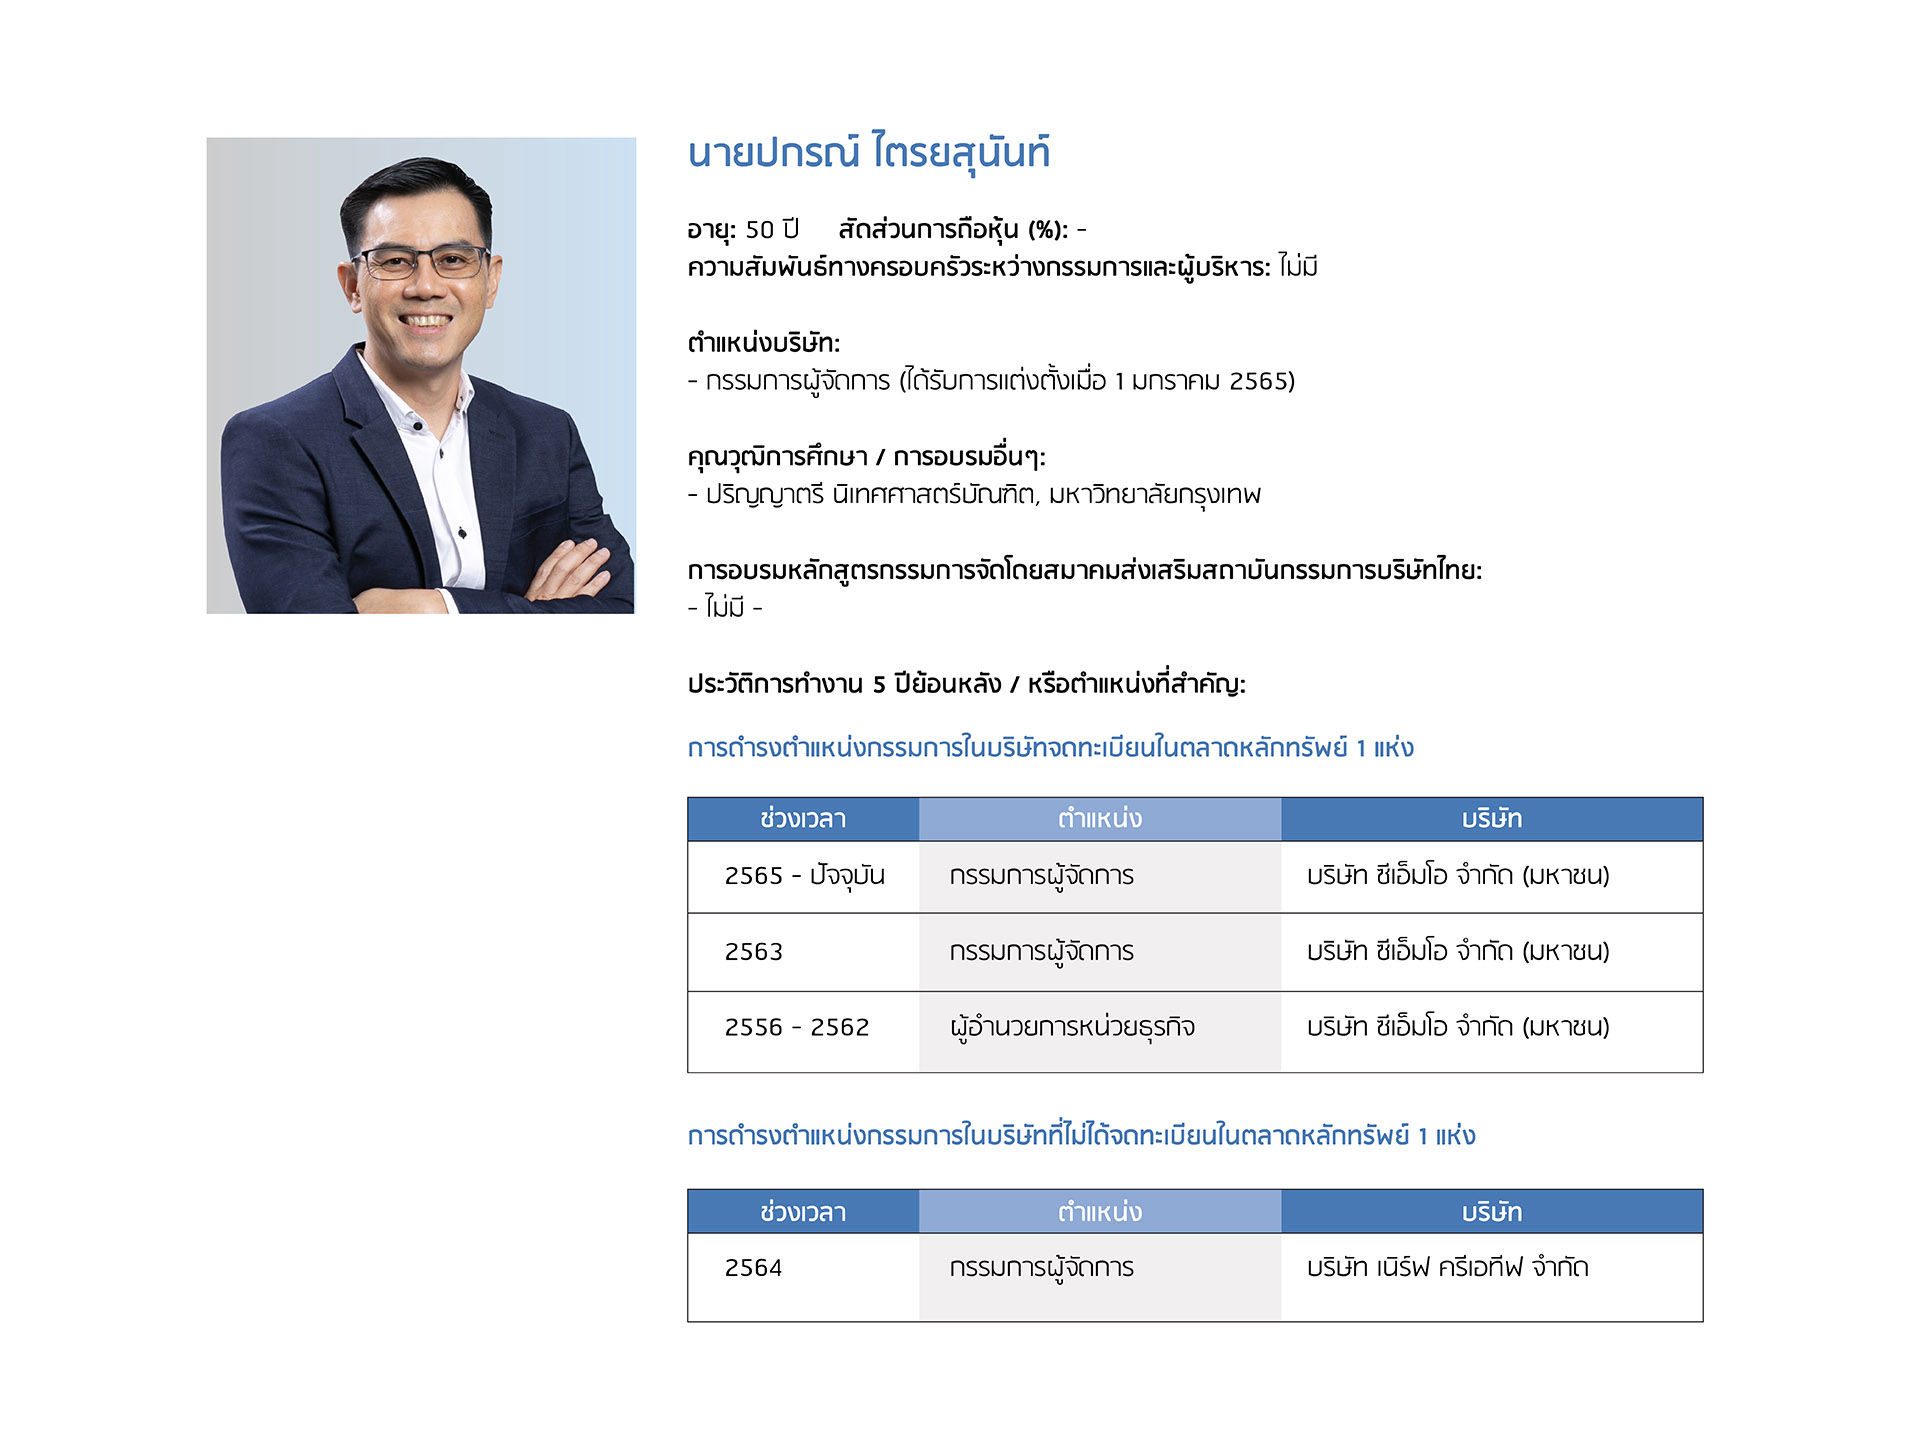 นายปกรณ์ ไตรยสุนันท์
อายุ: 50 ปี สัดส่วนการถือหุ้น (%): -
ความสัมพันธ์ทางครอบครัวระหว่างกรรมการและผู้บริหาร: ไม่มี
ตำแหน่งบริษัท:
- กรรมการผู้จัดการ (ได้รับการแต่งตั้งเมื่อ 1 มกราคม 2565)
คุณวุฒิการศึกษา / การอบรมอื่นๆ:
- ปริญญาตรี นิเทศศาสตร์บัณฑิต, มหาวิทยาลัยกรุงเทพ
การอบรมหลักสูตรกรรมการจัดโดยสมาคมส่งเสริมสถาบันกรรมการบริษัทไทย:
- ไม่มี -
ประวัติการทำงาน 5 ปีย้อนหลัง / หรือตำแหน่งที่สำคัญ:
การดำรงตำแหน่งกรรมการในบริษัทจดทะเบียนในตลาดหลักทรัพย์ 1 แห่ง
ช่วงเวลา ตำแหน่ง บริษัท
2565 - ปัจจุบัน กรรมการผู้จัดการ บริษัท ซีเอ็มโอ จำกัด (มหาชน)
2563 กรรมการผู้จัดการ บริษัท ซีเอ็มโอ จำกัด (มหาชน)
2556 - 2562 ผู้อำนวยการหน่วยธุรกิจ บริษัท ซีเอ็มโอ จำกัด (มหาชน)
การดำรงตำแหน่งกรรมการในบริษัทที่ไม่ได้จดทะเบียนในตลาดหลักทรัพย์ 1 แห่ง
ช่วงเวลา ตำแหน่ง บริษัท
2564 กรรมการผู้จัดการ บริษัท เนิร์ฟ ครีเอทีฟ จำกัด